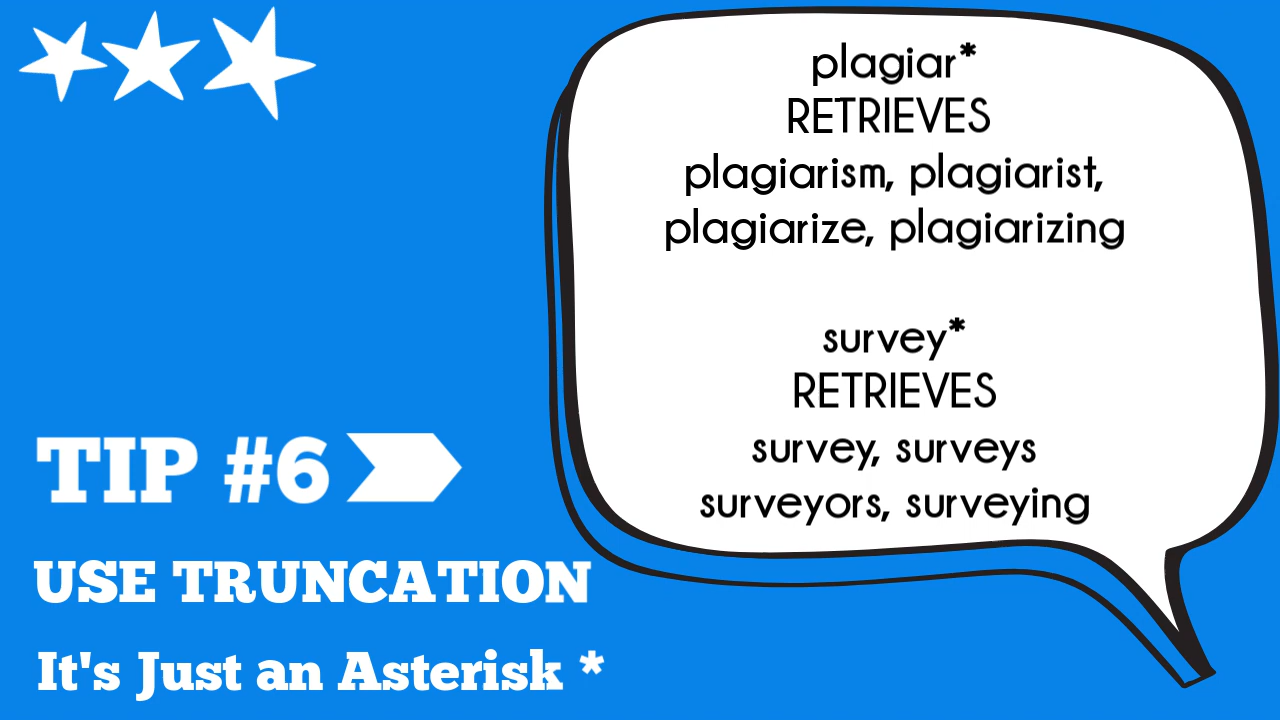 plagiar*
RETRIEVES
plagiarism, plagiarist,
plagiarize, plagiarizing
survey*
RETRIEVES
survey, surveys
surveyors, surveying
TIP #6
USE TRUNCATION
It's Just an Asterisk *